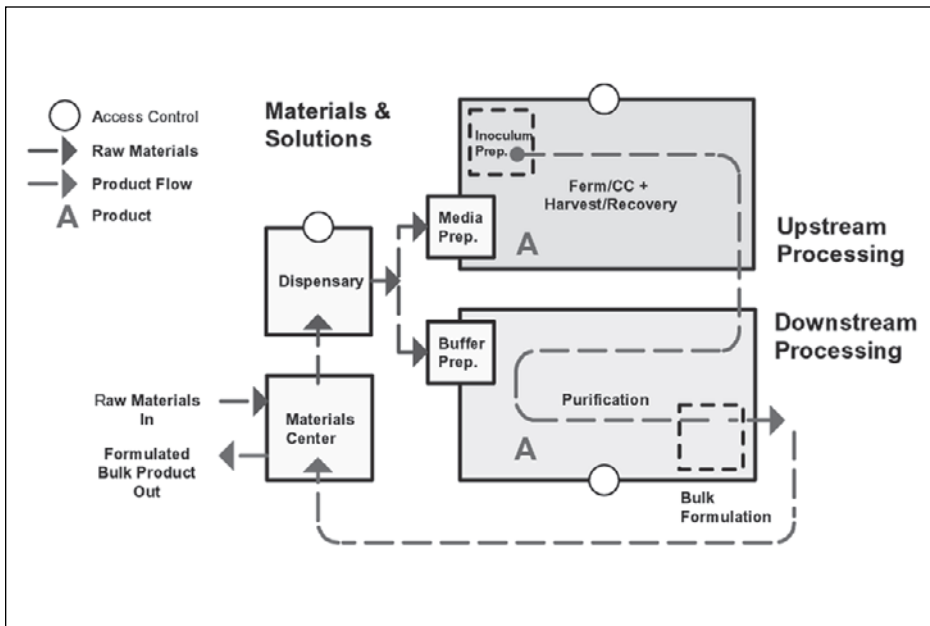 Access Control
Raw Materials
Product Flow
A Product
Materials &
Solutions
Inoculum
Prep.
Ferm/CC +
Harvest/Recovery
Media
Prep.
A
Upstream
Processing
Dispensary
Downstream
Processing
Buffer
Prep.
Raw Materials
In
Materials
Center
Purification
Formulated
Bulk Product
Out
A
Bulk
Formulation